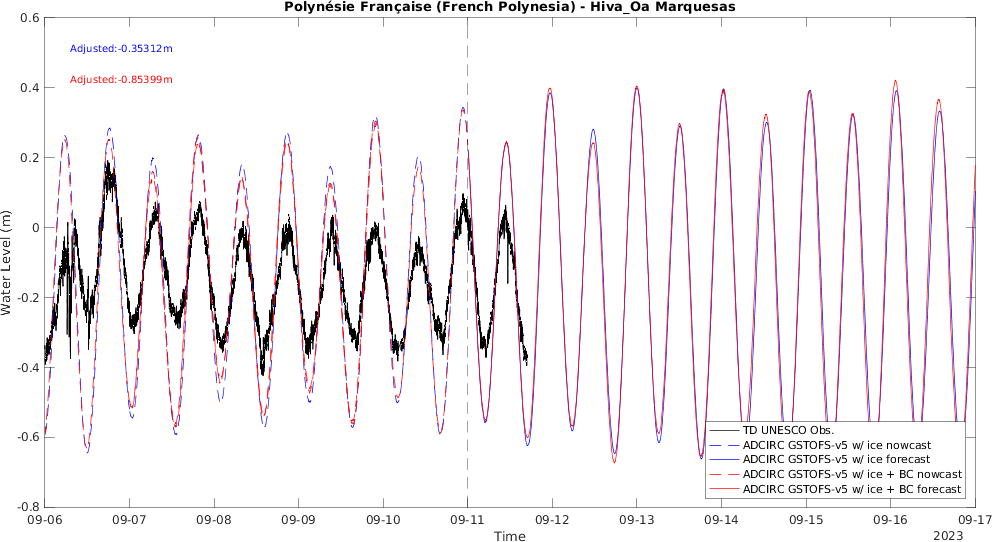 Polynésie Française (French Polynesia) - Hiva_Oa Marquesas
Adjusted:-0.35312m
Adjusted:-0.85399m
Water Level (m)
0.6
0.4
0.2
0
-0.2
-0.4
-0.6
-0.8
TD UNESCO Obs.
ADCIRC GSTOFS-v5 w/ ice nowcast
ADCIRC GSTOFS-v5 w/ ice forecast
ADCIRC GSTOFS-v5 w/ ice + BC nowcast
ADCIRC GSTOFS-v5 w/ ice + BC forecast
09-06 09-07 09-08 09-09 09-10 09-11 09-12 09-13 09-14 09-15 09-16 09-17
Time
2023